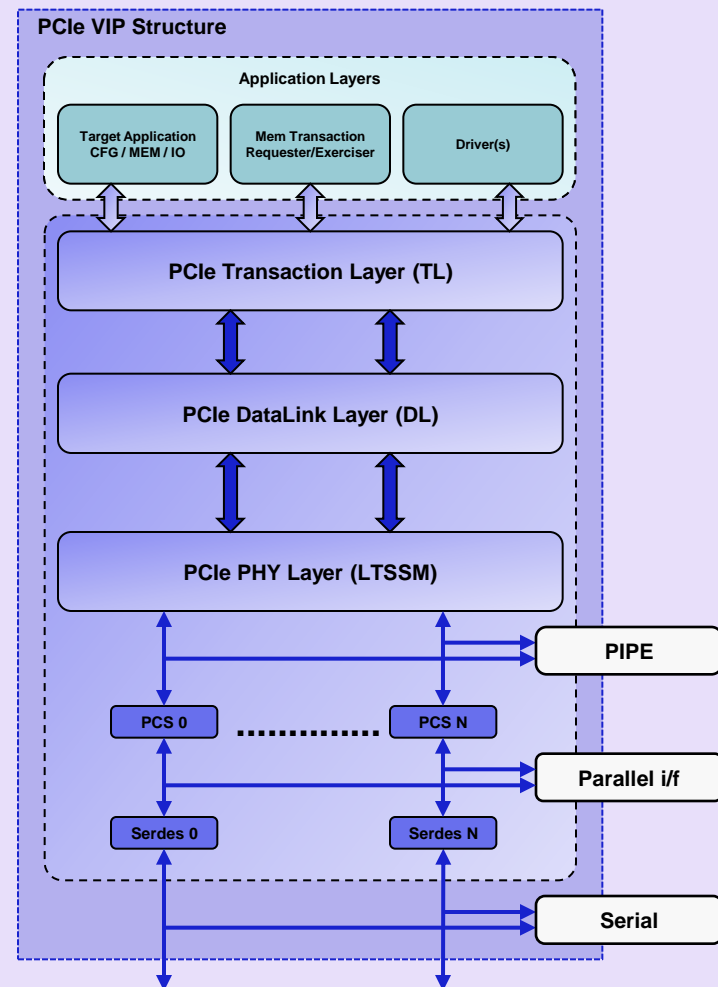 PCIe VIP Structure
Application Layers
Target Application
CFG / MEM / IO
Mem Transaction
Requester/Exerciser
Driver(s)
PCIe Transaction Layer (TL)
PCIe DataLink Layer (DL)
PCIe PHY Layer (LTSSM)
PIPE
PCS 0
PCS N
Parallel i/f
Serdes 0
Serdes N
Serial